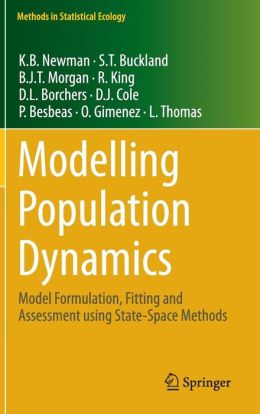 Methods in Statistical Ecology
K.B. Newman · S.T. Buckland
B.J.T. Morgan · R. King
D.L. Borchers · D.J. Cole
P. Besbeas · O. Gimenez · L. Thomas
Modelling
Population
Dynamics
Model Formulation, Fitting and
Assessment using State-Space Methods
Springer